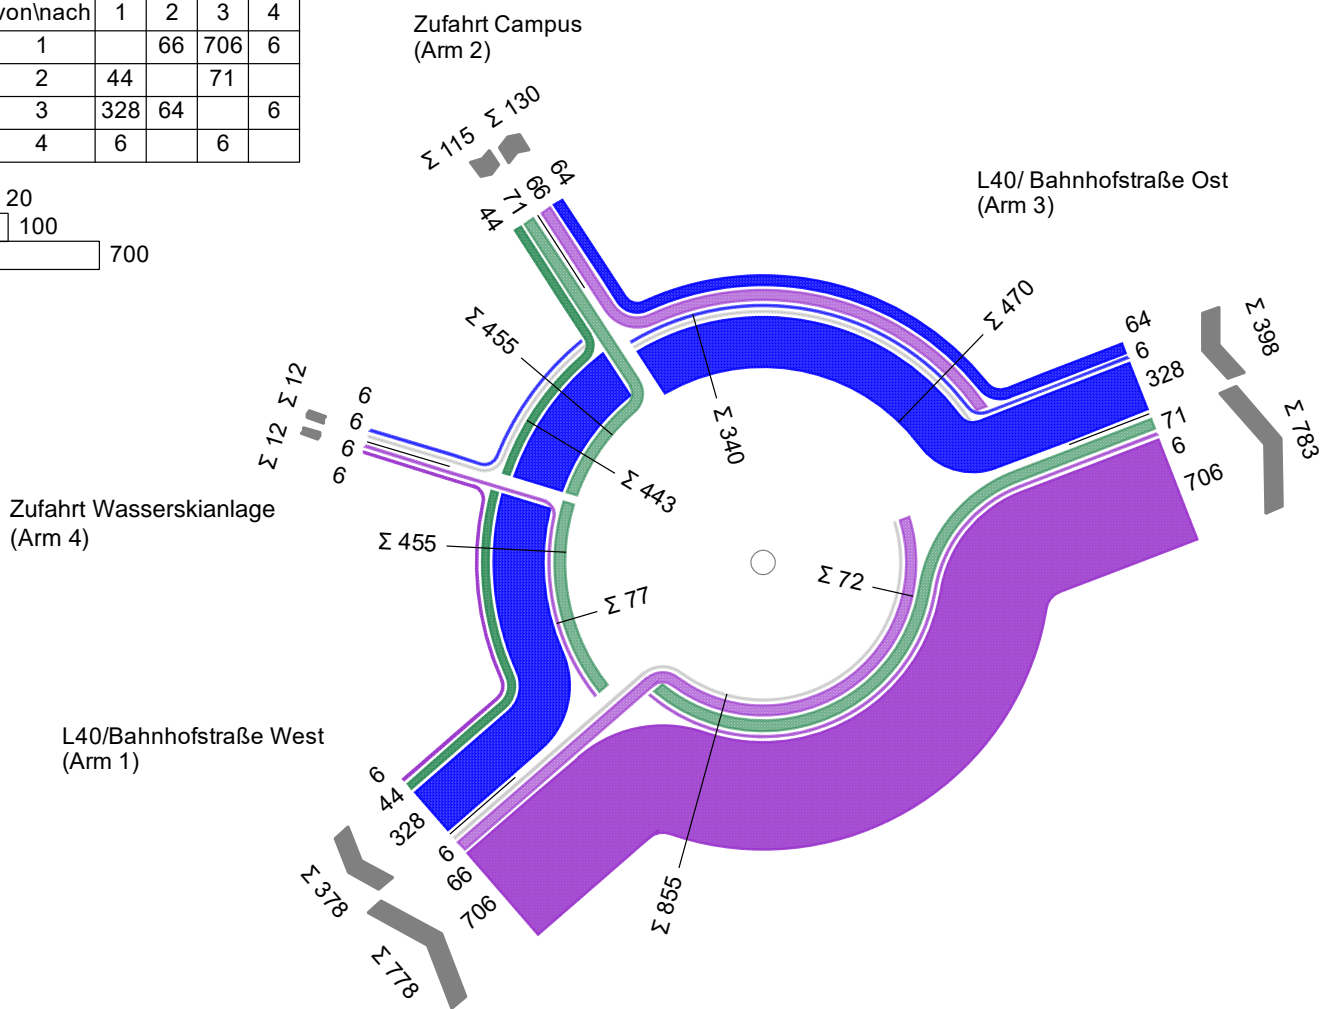 von\nach 1 2 3 4
1 66 706 6
2 44 71
3 328 64 6
4 6 6
20
100
700
Zufahrt Campus
(Arm 2)
Σ 115
Σ 130
44
71
66
64
L40/ Bahnhofstraße Ost
(Arm 3)
Σ 470
64
6
328
Σ 398
71
6
706
Σ 783
Σ 455
Σ 340
Σ 443
Σ 12
Σ 12
6
6
6
6
Zufahrt Wasserskianlage
(Arm 4)
Σ 455
Σ 77
Σ 72
L40/Bahnhofstraße West
(Arm 1)
6
44
328
6
66
706
Σ 378
Σ 778
Σ 855